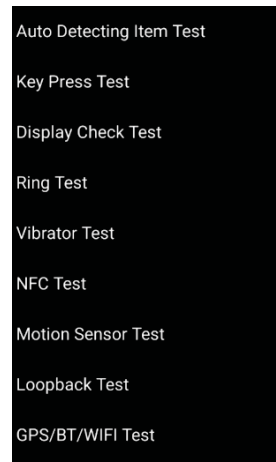 Auto Detecting Item Test
Key Press Test
Display Check Test
Ring Test
Vibrator Test
NFC Test
Motion Sensor Test
Loopback Test
GPS/BT/WIFI Test